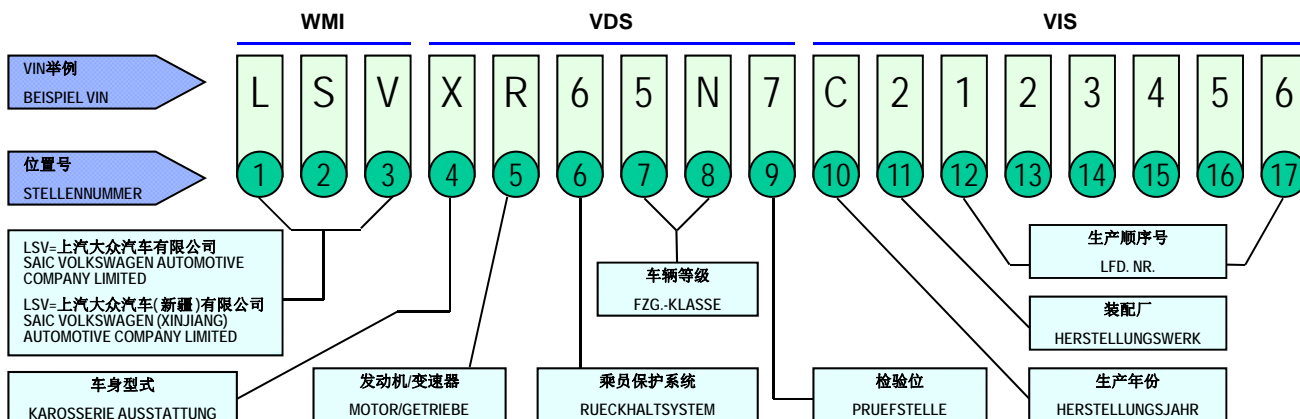 WMI VDS VIS
VIN举例
BEISPIEL VIN
L S V X R 6 5 N 7 C 2 1 2 3 4 5 6
位置号
STELLENNUMMER
1 2 3 4 5 6 7 8 9 10 11 12 13 14 15 16 17
LSV=上汽大众汽车有限公司
SAIC VOLKSWAGEN AUTOMOTIVE
COMPANY LIMITED
LSV=上汽大众汽车(新疆)有限公司
SAIC VOLKSWAGEN (XINJIANG)
AUTOMOTIVE COMPANY LIMITED
车辆等级
FZG.-KLASSE
生产顺序号
LFD. NR.
装配厂
HERSTELLUNGSWERK
车身型式
KAROSSERIE AUSSTATTUNG
发动机/变速器
MOTOR/GETRIEBE
乘员保护系统
RUECKHALTSYSTEM
检验位
PRUEFSTELLE
生产年份
HERSTELLUNGSJAHR